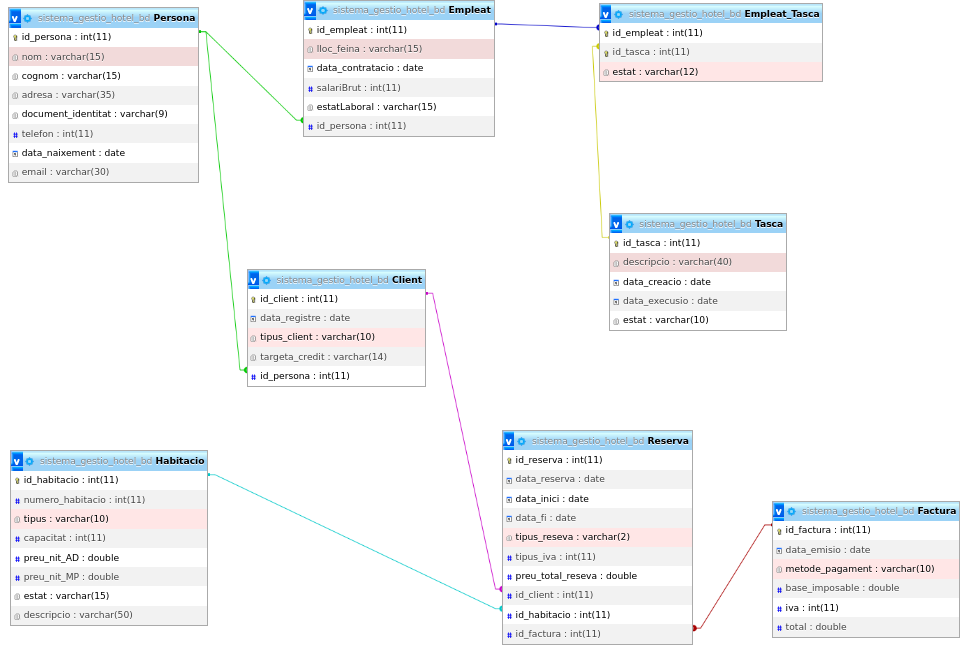 sistema_gestio_hotel_bd Persona
id_persona : int(11)
nom : varchar(15)
cognom : varchar(15)
adresa : varchar(35)
document_identitat : varchar(9)
telefon : int(11)
data_naixement : date
email : varchar(30)
sistema_gestio_hotel_bd Empleat
id_empleat : int(11)
lloc_feina : varchar(15)
data_contratacio : date
salariBrut : int(11)
estatLaboral : varchar(15)
id_persona : int(11)
sistema_gestio_hotel_bd Empleat_Tasca
id_empleat : int(11)
id_tasca : int(11)
estat : varchar(12)
sistema_gestio_hotel_bd Tasca
id_tasca : int(11)
descripcio : varchar(40)
data_creacio : date
data_execusio : date
estat : varchar(10)
sistema_gestio_hotel_bd Client
id_client : int(11)
data_registre : date
tipus_client : varchar(10)
targeta_credit : varchar(14)
id_persona : int(11)
sistema_gestio_hotel_bd Habitacio
id_habitacio : int(11)
numero_habitacio : int(11)
tipus : varchar(10)
capacitat : int(11)
preu_nit_AD : double
preu_nit_MP : double
estat : varchar(15)
descripcio : varchar(50)
sistema_gestio_hotel_bd Reserva
id_reserva : int(11)
data_reserva : date
data_inici : date
data_fi : date
tipus_reseva : varchar(2)
tipus_iva : int(11)
preu_total_reseva : double
id_client : int(11)
id_habitacio : int(11)
id_factura : int(11)
sistema_gestio_hotel_bd Factura
id_factura : int(11)
data_emisio : date
metode_pagament : varchar(10)
base_imposable : double
iva : int(11)
total : double